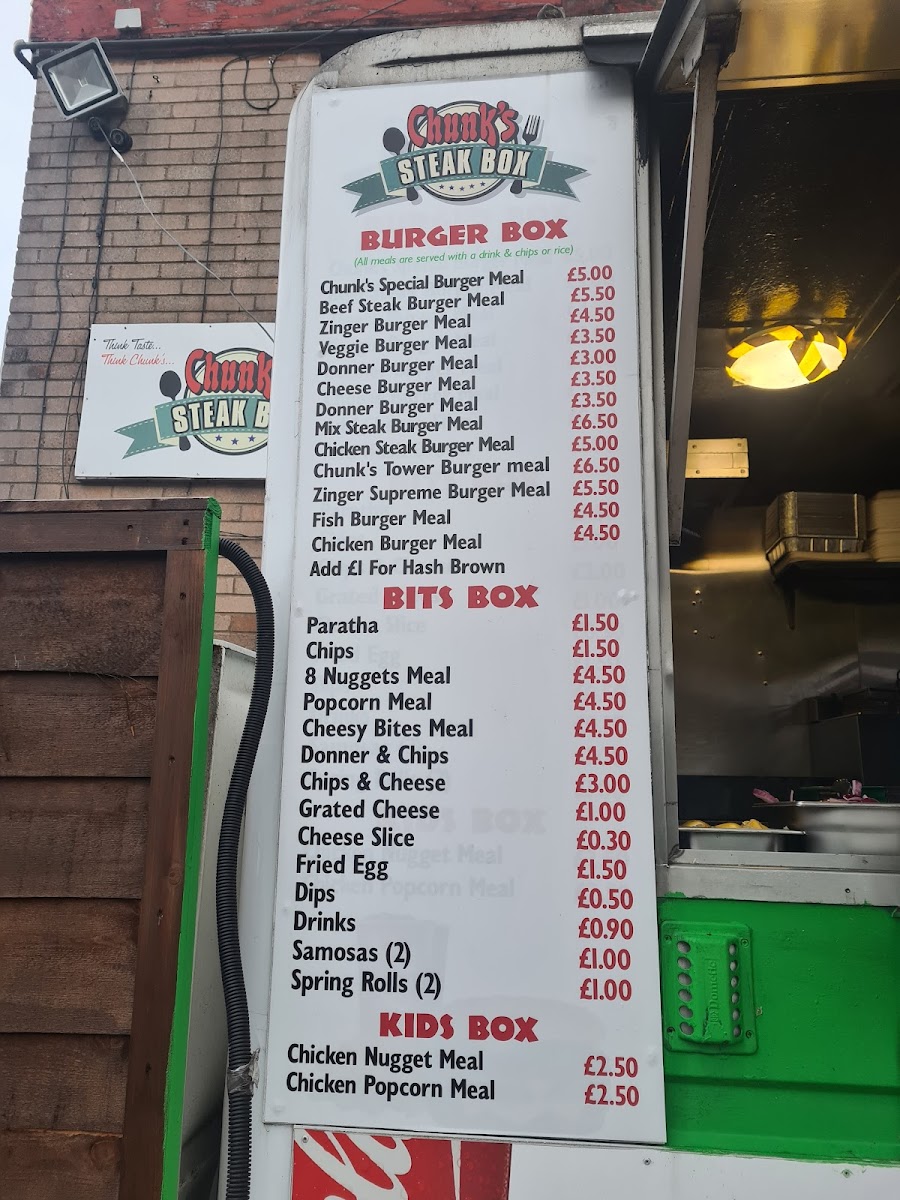 Chunk's
STEAK BOX
BURGER BOX
(All meals are served with a drink & chips or rice)
Chunk's Special Burger Meal £5.00
Beef Steak Burger Meal £5.50
Zinger Burger Meal £4.50
Veggie Burger Meal £3.50
Donner Burger Meal £3.00
Cheese Burger Meal £3.50
Donner Burger Meal £3.50
Mix Steak Burger Meal £6.50
Chicken Steak Burger Meal £5.00
Chunk's Tower Burger meal £6.50
Zinger Supreme Burger Meal £5.50
Fish Burger Meal £4.50
Chicken Burger Meal £4.50
Add £1 For Hash Brown
BITS BOX
Paratha £1.50
Chips £1.50
8 Nuggets Meal £4.50
Popcorn Meal £4.50
Cheesy Bites Meal £4.50
Donner & Chips £4.50
Chips & Cheese £3.00
Grated Cheese £1.00
Cheese Slice £0.30
Fried Egg £1.50
Dips £0.50
Drinks £0.90
Samosas (2) £1.00
Spring Rolls (2) £1.00
KIDS BOX
Chicken Nugget Meal £2.50
Chicken Popcorn Meal £2.50
Think Taste...
Think Chunk's...
Chunk
STEAK B
Dometic